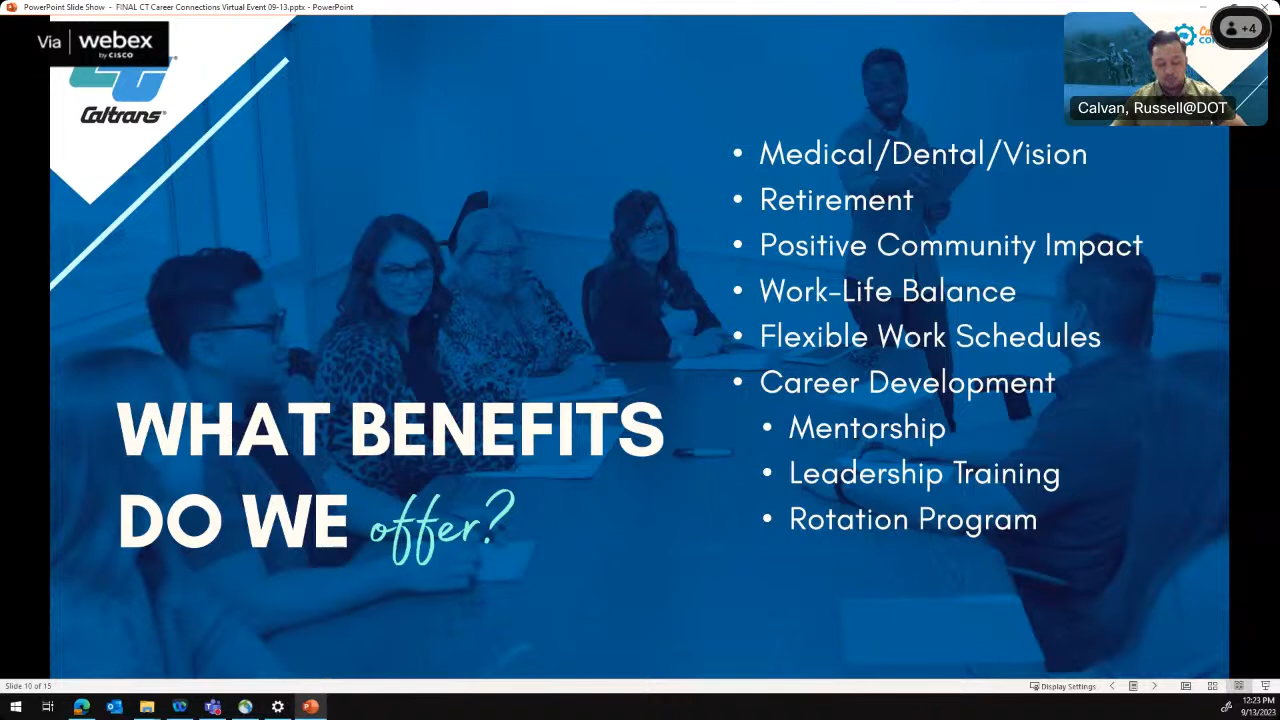 PowerPoint Slide Show - FINAL CT Career Connections Virtual Event 09-13.pptx - PowerPoint
Via webex
by CISCO
Caltrans
+4
Calvan, Russell@DOT
• Medical/Dental/Vision
• Retirement
• Positive Community Impact
• Work-Life Balance
• Flexible Work Schedules
• Career Development
• Mentorship
• Leadership Training
• Rotation Program
WHAT BENEFITS
DO WE offer?
Slide 10 of 15
Display Settings
12:23 PM
9/13/2023